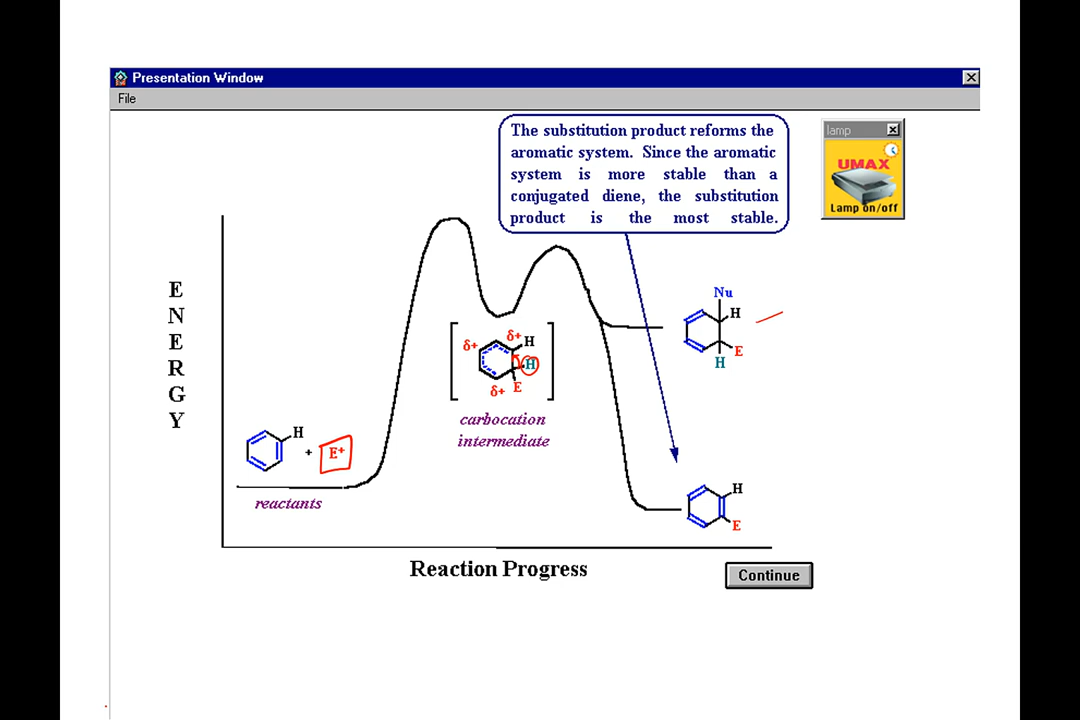 Presentation Window
File
The substitution product reforms the
aromatic system. Since the aromatic
system is more stable than a
conjugated diene, the substitution
product is the most stable.
lamp
UMAX
Lamp on/off
E
N
E
R
G
Y
Nu
H
E
H
δ+
δ+
H
H
δ+
E
carbocation
intermediate
H
+
E+
reactants
H
E
Reaction Progress
Continue